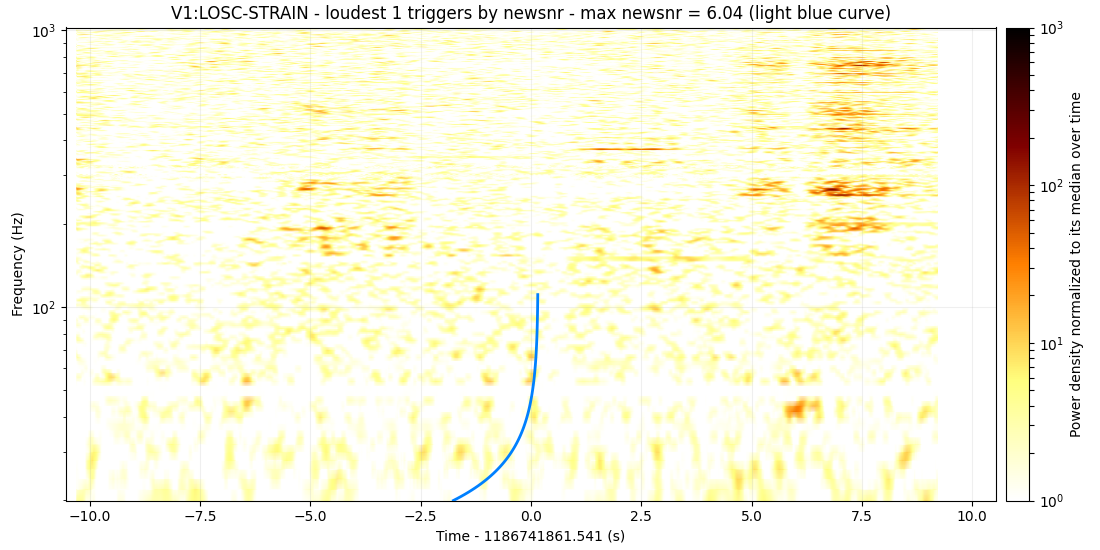 V1:LOSC-STRAIN - loudest 1 triggers by newsnr - max newsnr = 6.04 (light blue curve)
Frequency (Hz)
10³
10²
−10.0 −7.5 −5.0 −2.5 0.0 2.5 5.0 7.5 10.0
Time - 1186741861.541 (s)
10³
10²
10¹
10⁰
Power density normalized to its median over time